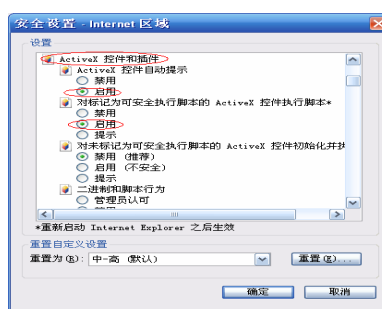 安全设置 - Internet 区域
设置
ActiveX 控件和插件
ActiveX 控件自动提示
禁用
启用
对标记为可安全执行脚本的 ActiveX 控件执行脚本*
禁用
启用
提示
对未标记为可安全执行脚本的 ActiveX 控件初始化并执
禁用 (推荐)
启用 (不安全)
提示
二进制和脚本行为
管理员认可
*重新启动 Internet Explorer 之后生效
重置自定义设置
重置为(R): 中-高 (默认)
重置(E)...
确定
取消